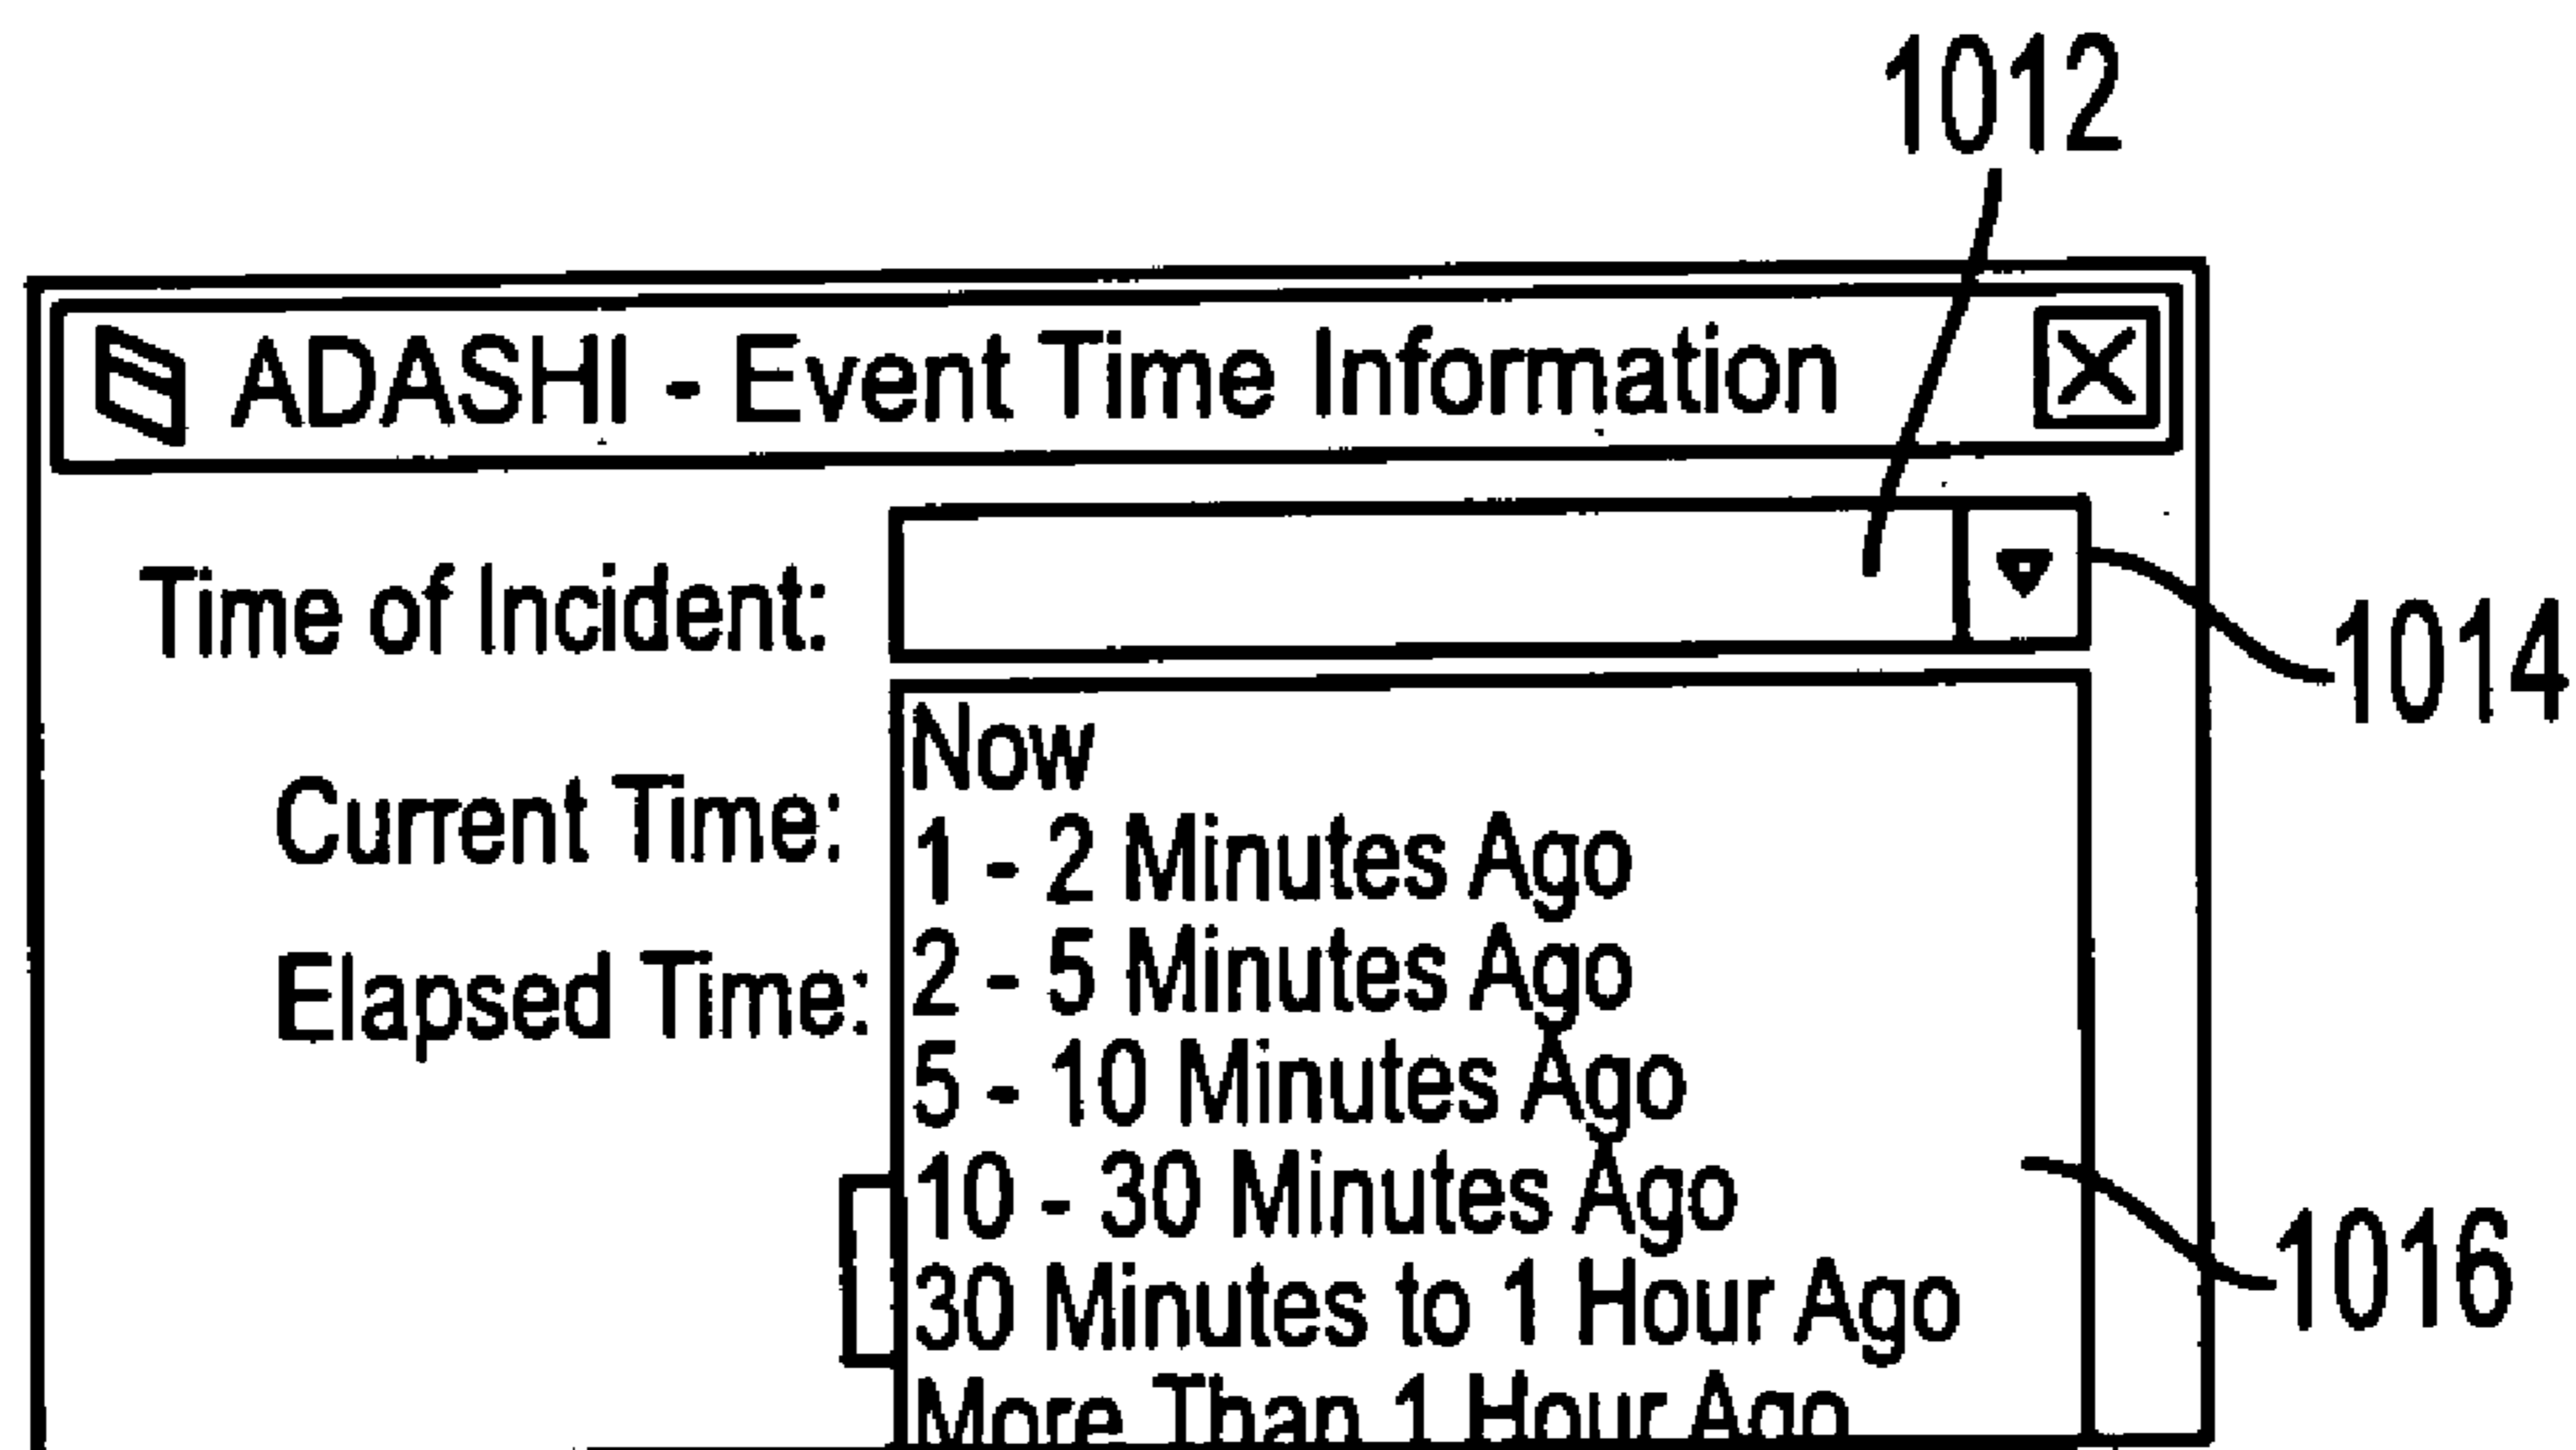 1012
ADASHI - Event Time Information
Time of Incident:
1014
Now
Current Time:
1 - 2 Minutes Ago
Elapsed Time:
2 - 5 Minutes Ago
5 - 10 Minutes Ago
10 - 30 Minutes Ago
1016
30 Minutes to 1 Hour Ago
More Than 1 Hour Ago